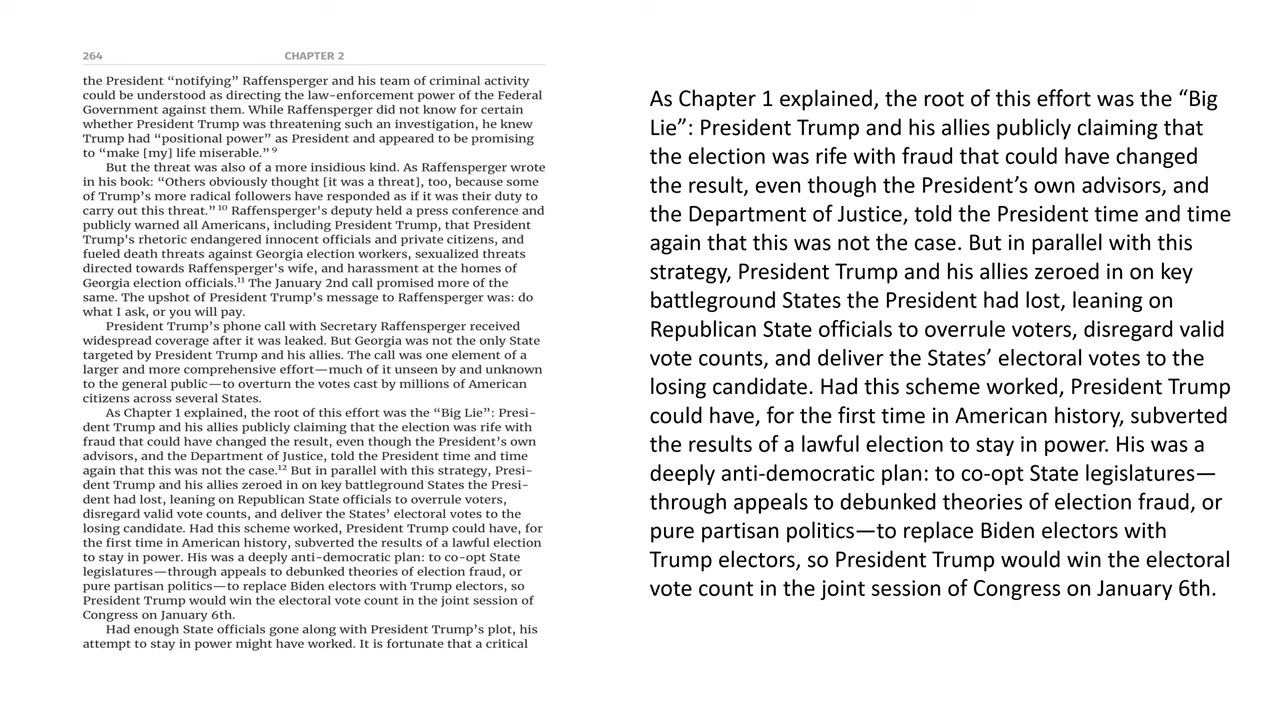 264 CHAPTER 2
the President “notifying” Raffensperger and his team of criminal activity
could be understood as directing the law-enforcement power of the Federal
Government against them. While Raffensperger did not know for certain
whether President Trump was threatening such an investigation, he knew
Trump had “positional power” as President and appeared to be promising
to “make [my] life miserable.” 9
But the threat was also of a more insidious kind. As Raffensperger wrote
in his book: “Others obviously thought [it was a threat], too, because some
of Trump’s more radical followers have responded as if it was their duty to
carry out this threat.” 10 Raffensperger's deputy held a press conference and
publicly warned all Americans, including President Trump, that President
Trump's rhetoric endangered innocent officials and private citizens, and
fueled death threats against Georgia election workers, sexualized threats
directed towards Raffensperger's wife, and harassment at the homes of
Georgia election officials.11 The January 2nd call promised more of the
same. The upshot of President Trump’s message to Raffensperger was: do
what I ask, or you will pay.
President Trump’s phone call with Secretary Raffensperger received
widespread coverage after it was leaked. But Georgia was not the only State
targeted by President Trump and his allies. The call was one element of a
larger and more comprehensive effort—much of it unseen by and unknown
to the general public—to overturn the votes cast by millions of American
citizens across several States.
As Chapter 1 explained, the root of this effort was the “Big Lie”: Presi-
dent Trump and his allies publicly claiming that the election was rife with
fraud that could have changed the result, even though the President’s own
advisors, and the Department of Justice, told the President time and time
again that this was not the case.12 But in parallel with this strategy, Presi-
dent Trump and his allies zeroed in on key battleground States the Presi-
dent had lost, leaning on Republican State officials to overrule voters,
disregard valid vote counts, and deliver the States’ electoral votes to the
losing candidate. Had this scheme worked, President Trump could have, for
the first time in American history, subverted the results of a lawful election
to stay in power. His was a deeply anti-democratic plan: to co-opt State
legislatures—through appeals to debunked theories of election fraud, or
pure partisan politics—to replace Biden electors with Trump electors, so
President Trump would win the electoral vote count in the joint session of
Congress on January 6th.
Had enough State officials gone along with President Trump’s plot, his
attempt to stay in power might have worked. It is fortunate that a critical
As Chapter 1 explained, the root of this effort was the “Big
Lie”: President Trump and his allies publicly claiming that
the election was rife with fraud that could have changed
the result, even though the President’s own advisors, and
the Department of Justice, told the President time and time
again that this was not the case. But in parallel with this
strategy, President Trump and his allies zeroed in on key
battleground States the President had lost, leaning on
Republican State officials to overrule voters, disregard valid
vote counts, and deliver the States’ electoral votes to the
losing candidate. Had this scheme worked, President Trump
could have, for the first time in American history, subverted
the results of a lawful election to stay in power. His was a
deeply anti-democratic plan: to co-opt State legislatures—
through appeals to debunked theories of election fraud, or
pure partisan politics—to replace Biden electors with
Trump electors, so President Trump would win the electoral
vote count in the joint session of Congress on January 6th.